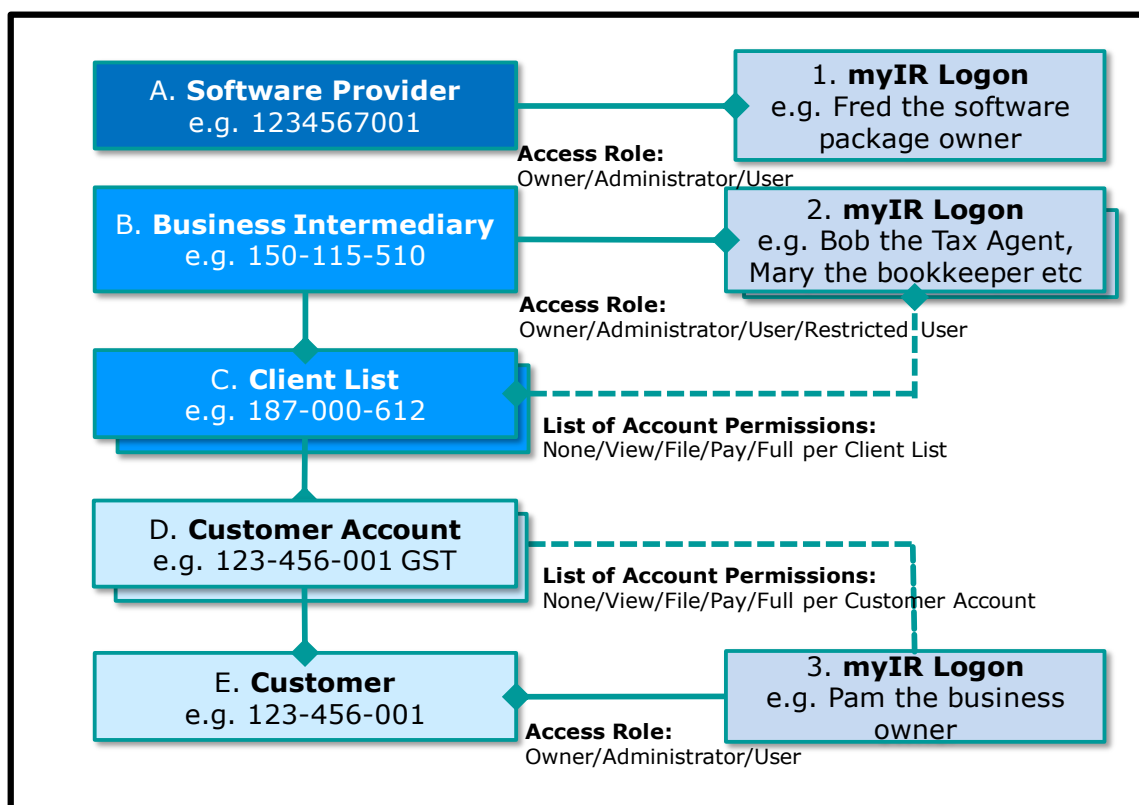 A. Software Provider
e.g. 1234567001
1. myIR Logon
e.g. Fred the software
package owner
Access Role:
Owner/Administrator/User
B. Business Intermediary
e.g. 150-115-510
2. myIR Logon
e.g. Bob the Tax Agent,
Mary the bookkeeper etc
Access Role:
Owner/Administrator/User/Restricted User
C. Client List
e.g. 187-000-612
List of Account Permissions:
None/View/File/Pay/Full per Client List
D. Customer Account
e.g. 123-456-001 GST
List of Account Permissions:
None/View/File/Pay/Full per Customer Account
E. Customer
e.g. 123-456-001
3. myIR Logon
e.g. Pam the business
owner
Access Role:
Owner/Administrator/User